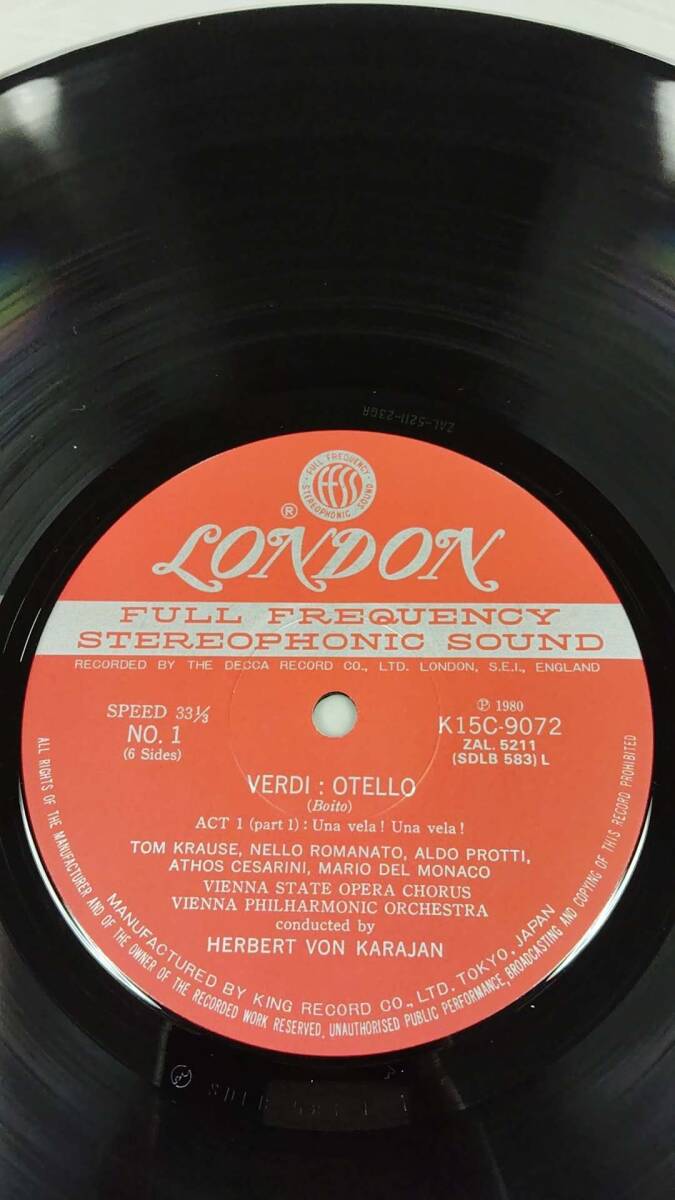 ZAL-5211-23GR
FULL FREQUENCY
ffss
STEREOPHONIC SOUND
®
LONDON
FULL FREQUENCY
STEREOPHONIC SOUND
RECORDED BY THE DECCA RECORD CO., LTD. LONDON, S.E.I., ENGLAND
SPEED 33⅓
NO. 1
(6 Sides)
℗ 1980
K15C-9072
ZAL. 5211
(SDLB 583) L
VERDI : OTELLO
(Boito)
ACT 1 (part 1) : Una vela! Una vela!
TOM KRAUSE, NELLO ROMANATO, ALDO PROTTI,
ATHOS CESARINI, MARIO DEL MONACO
VIENNA STATE OPERA CHORUS
VIENNA PHILHARMONIC ORCHESTRA
conducted by
HERBERT VON KARAJAN
MANUFACTURED BY KING RECORD CO., LTD. TOKYO, JAPAN
ALL RIGHTS OF THE MANUFACTURER AND OF THE OWNER OF THE RECORDED WORK RESERVED, UNAUTHORISED PUBLIC PERFORMANCE, BROADCASTING AND COPYING OF THIS RECORD PROHIBITED